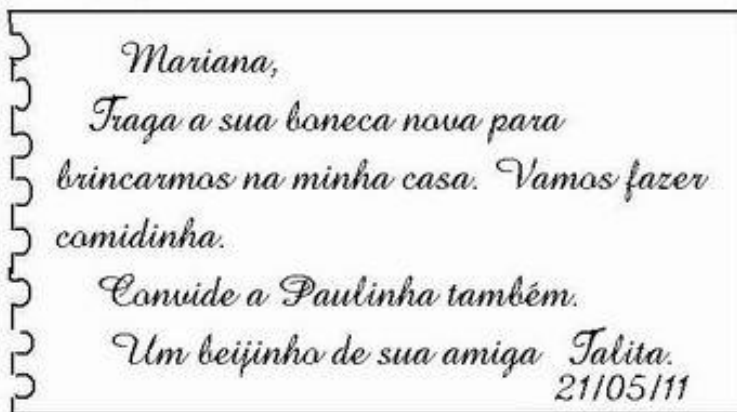 Mariana,
Traga a sua boneca nova para
brincarmos na minha casa. Vamos fazer
comidinha.
Convide a Paulinha também.
Um beijinho de sua amiga Talita.
21/05/11